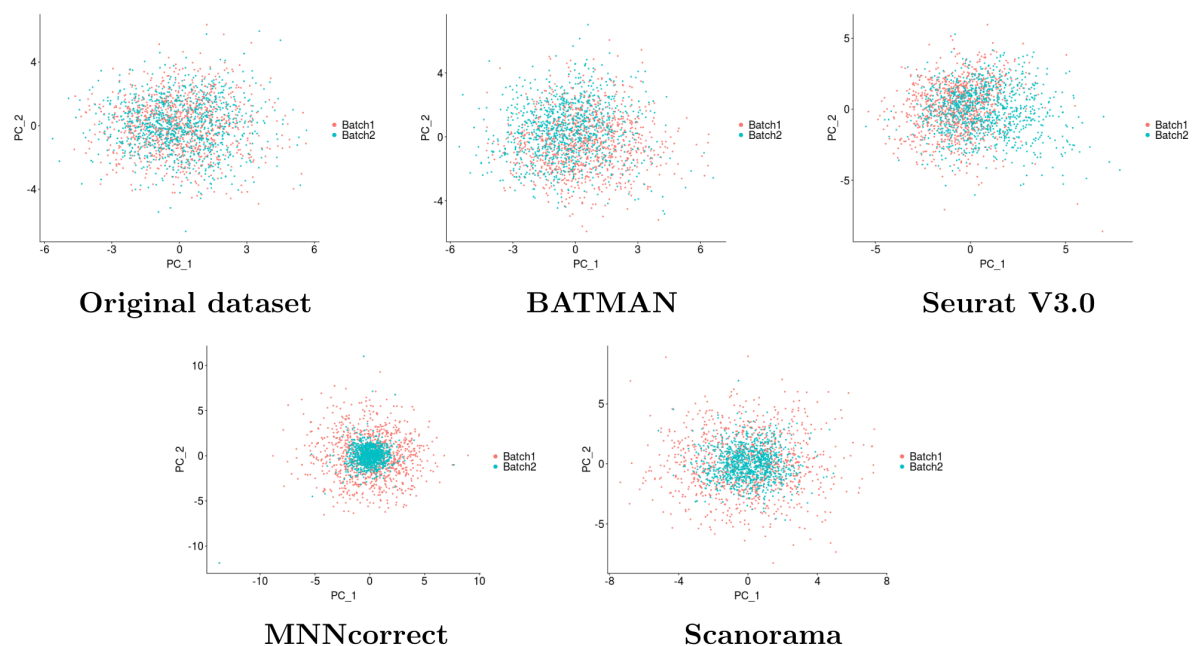 4
0
-4
PC_2
-6
-3
0
3
6
PC_1
Batch1
Batch2
Original dataset
4
0
-4
PC_2
-6
-3
0
3
6
PC_1
Batch1
Batch2
BATMAN
5
0
-5
PC_2
-5
0
5
PC_1
Batch1
Batch2
Seurat V3.0
10
5
0
-5
-10
PC_2
-10
-5
0
5
10
PC_1
Batch1
Batch2
MNNcorrect
5
0
-5
PC_2
-8
-4
0
4
8
PC_1
Batch1
Batch2
Scanorama